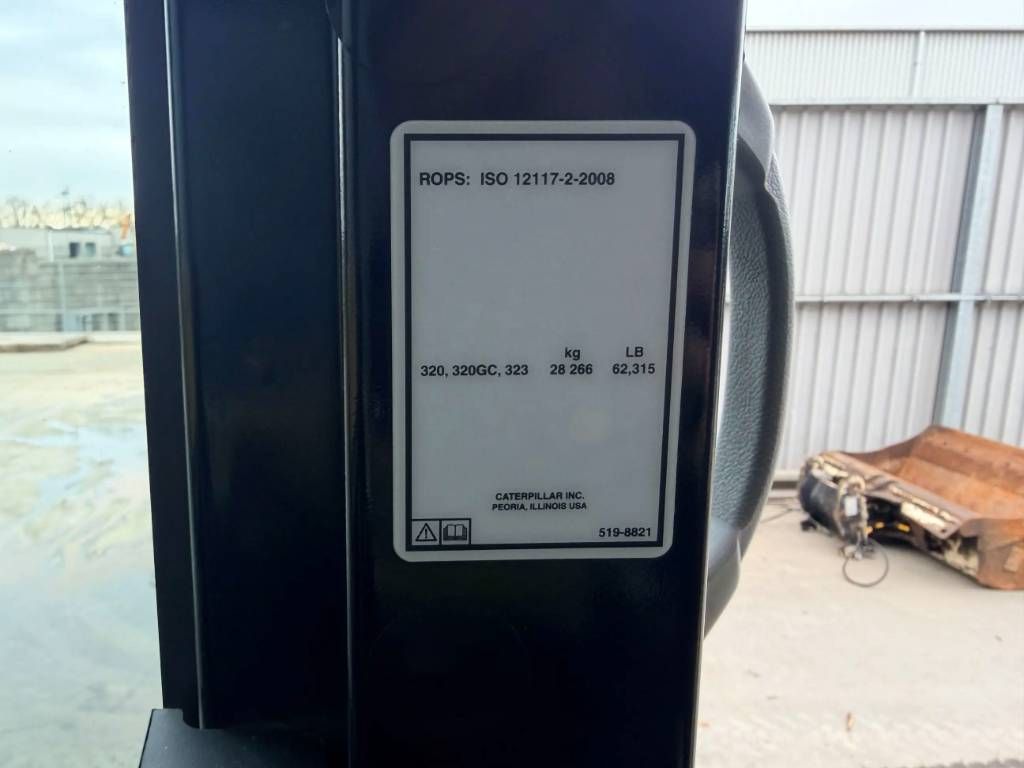 ROPS: ISO 12117-2-2008
kg LB
320, 320GC, 323 28 266 62,315
CATERPILLAR INC.
PEORIA, ILLINOIS USA
519-8821